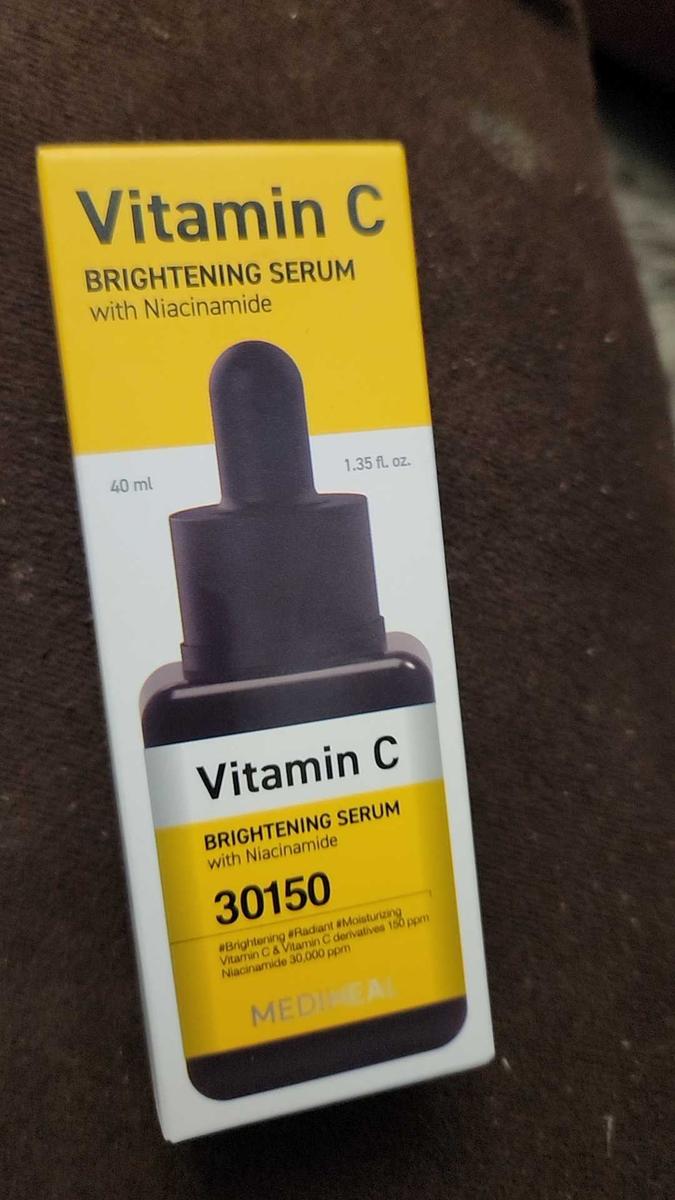 Vitamin C
BRIGHTENING SERUM
with Niacinamide
40 ml
1.35 fl. oz.
Vitamin C
BRIGHTENING SERUM
with Niacinamide
30150
#Brightening #Radiant #Moisturizing
Vitamin C & Vitamin C derivatives 150 ppm
Niacinamide 30,000 ppm
MEDIHEAL